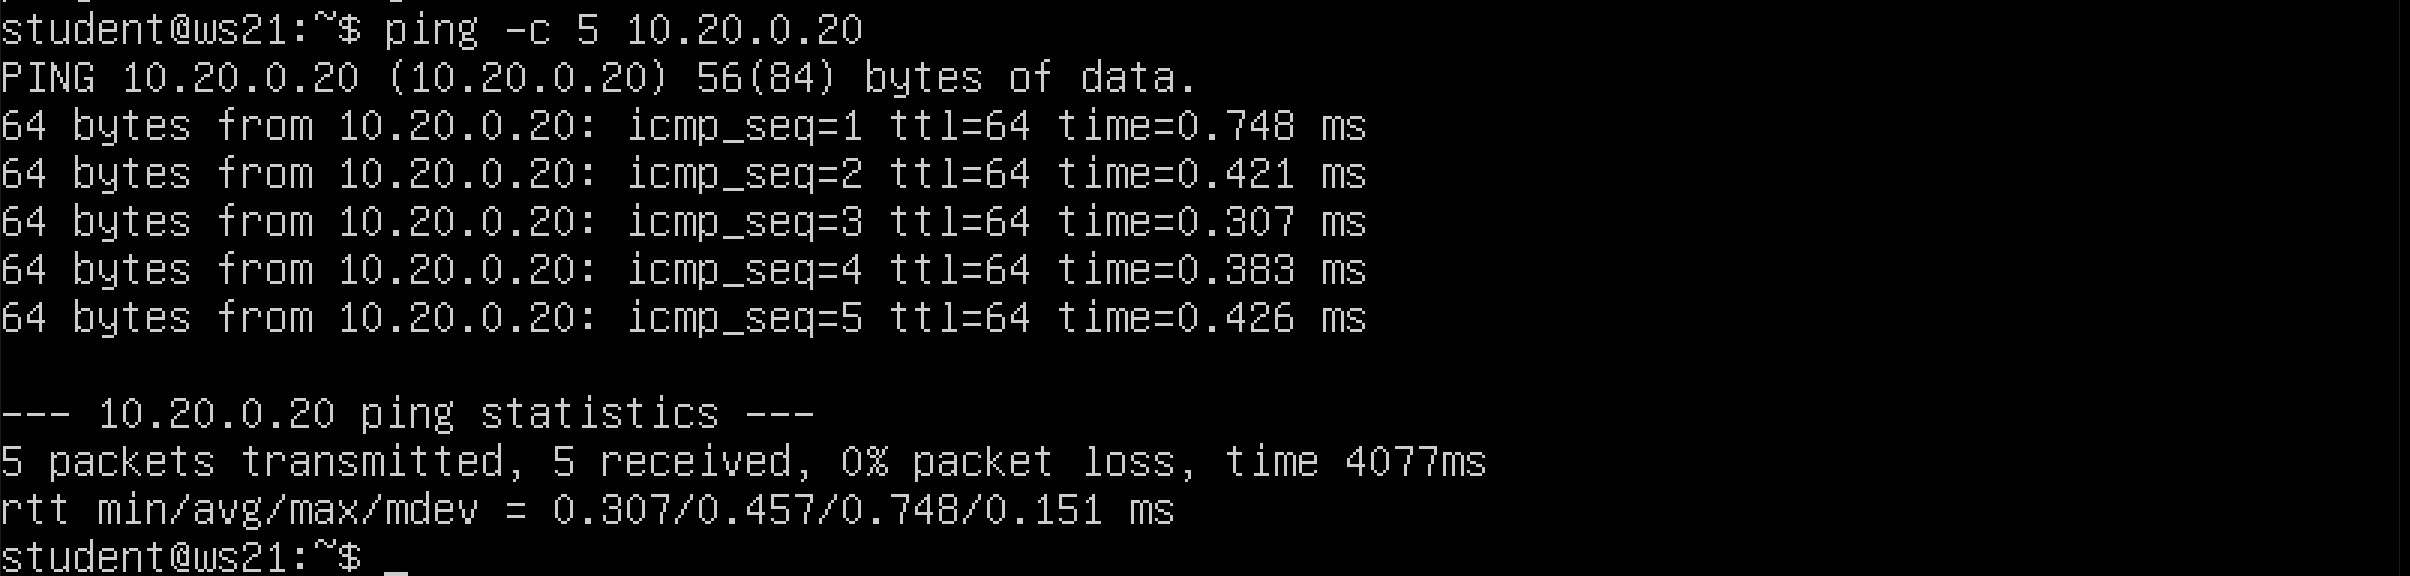 student@ws21:~$ ping -c 5 10.20.0.20
PING 10.20.0.20 (10.20.0.20) 56(84) bytes of data.
64 bytes from 10.20.0.20: icmp_seq=1 ttl=64 time=0.748 ms
64 bytes from 10.20.0.20: icmp_seq=2 ttl=64 time=0.421 ms
64 bytes from 10.20.0.20: icmp_seq=3 ttl=64 time=0.307 ms
64 bytes from 10.20.0.20: icmp_seq=4 ttl=64 time=0.383 ms
64 bytes from 10.20.0.20: icmp_seq=5 ttl=64 time=0.426 ms
--- 10.20.0.20 ping statistics ---
5 packets transmitted, 5 received, 0% packet loss, time 4077ms
rtt min/avg/max/mdev = 0.307/0.457/0.748/0.151 ms
student@ws21:~$ _